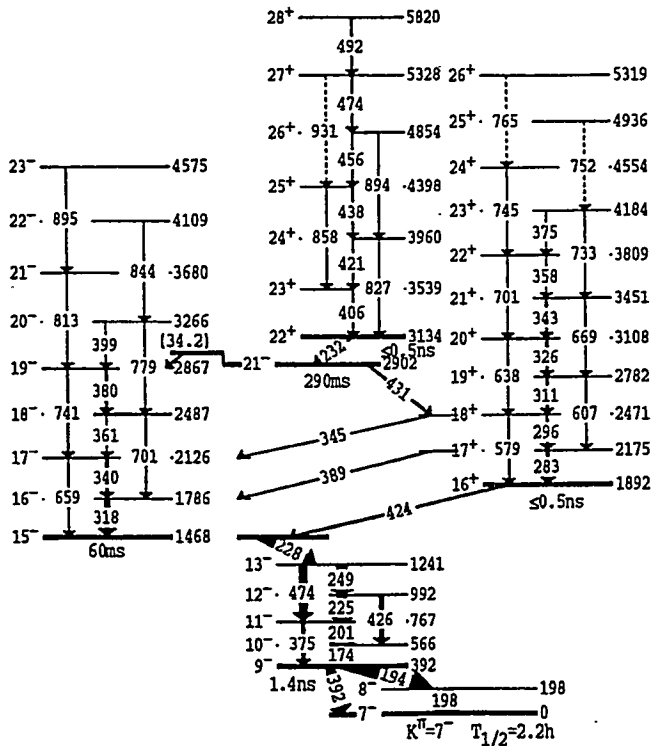 28⁺ 5820
492
27⁺ 5328 26⁺ 5319
474
26⁺ 931 4854 765 25⁺ 4936
23⁻ 4575 456 24⁺ 752 4554
25⁺ 894 4398
22⁻ 895 4109 438 23⁺ 745 4184
24⁺ 858 3960 375
21⁻ 844 3680 421 22⁺ 733 3809
23⁺ 827 3539 358
20⁻ 813 3266 406 21⁺ 701 3451
[34.2] 22⁺ 3134 343
399 232 ≤0.5ns 20⁺ 669 3108
19⁻ 779 2867 21⁻ 2902 326
380 290ms 19⁺ 638 2782
18⁻ 741 2487 431 311
361 18⁺ 607 2471
17⁻ 701 2126 345 296
340 17⁺ 579 2175
16⁻ 659 1786 389 283
318 16⁺ 1892
15⁻ 1468 424 ≤0.5ns
60ms 228
13⁻ 1241
249
12⁻ 474 992
225
11⁻ 426 767
201
10⁻ 375 566
174
9⁻ 392
1.4ns 392 194
8⁻ 198
198
7⁻ 0
Kᴨ=7⁻ T1/2=2.2h